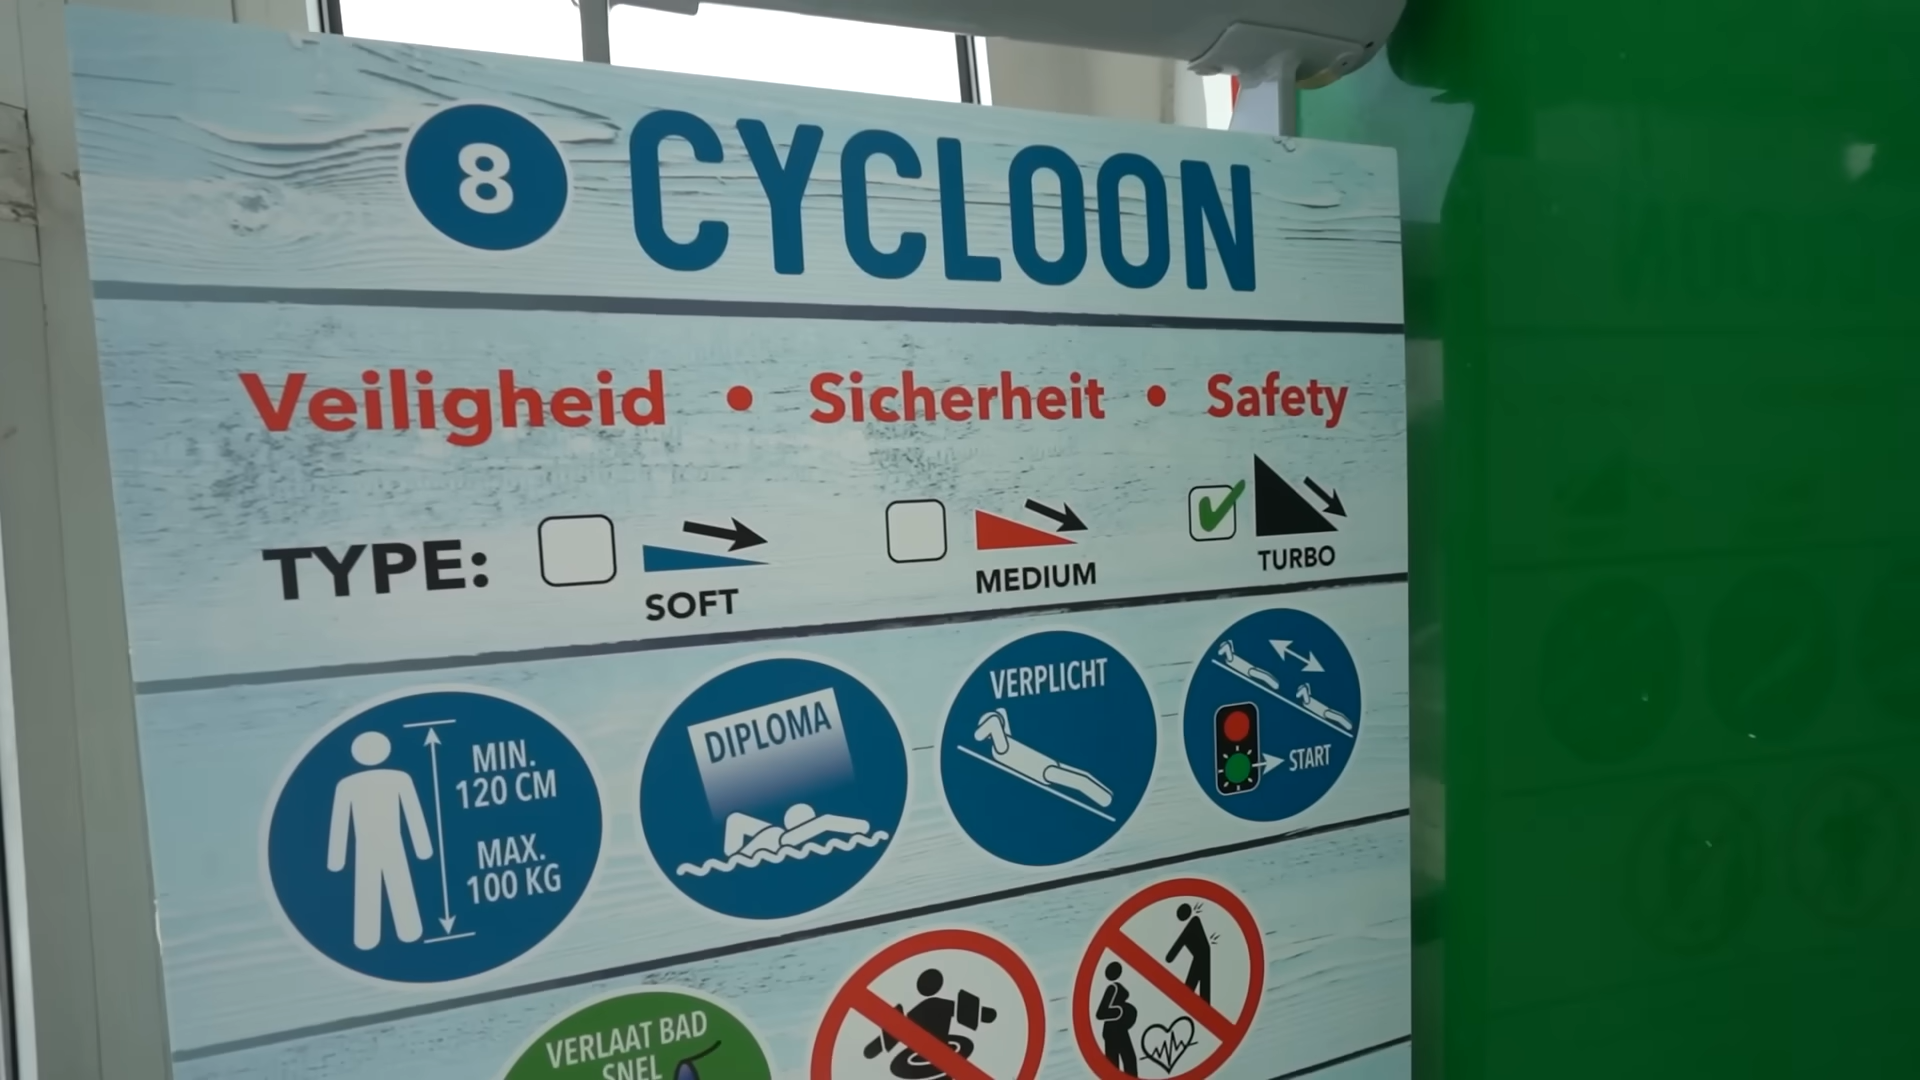 8 CYCLOON
Veiligheid • Sicherheit • Safety
TYPE: SOFT MEDIUM TURBO
MIN.
120 CM
MAX.
100 KG
DIPLOMA
VERPLICHT
START
VERLAAT BAD
SNEL